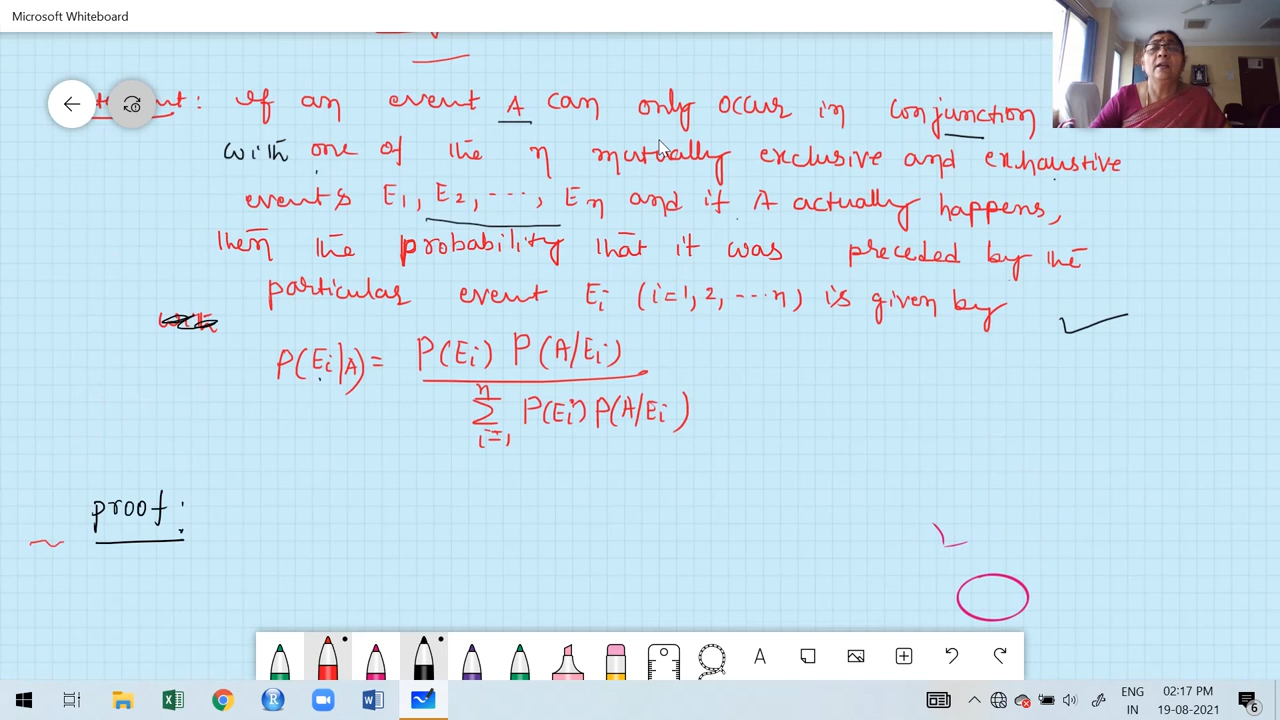 Microsoft Whiteboard
If an event A can only occur in conjunction
with one of the n mutually exclusive and exhaustive
events E1, E2, ..., En and if A actually happens,
then the probability that it was preceded by the
particular event Ei (i=1, 2, ...n) is given by
P(Ei|A) = P(Ei) P(A/Ei)
n
∑ P(Ei) P(A/Ei)
i=1
proof:
ENG
IN
02:17 PM
19-08-2021
6